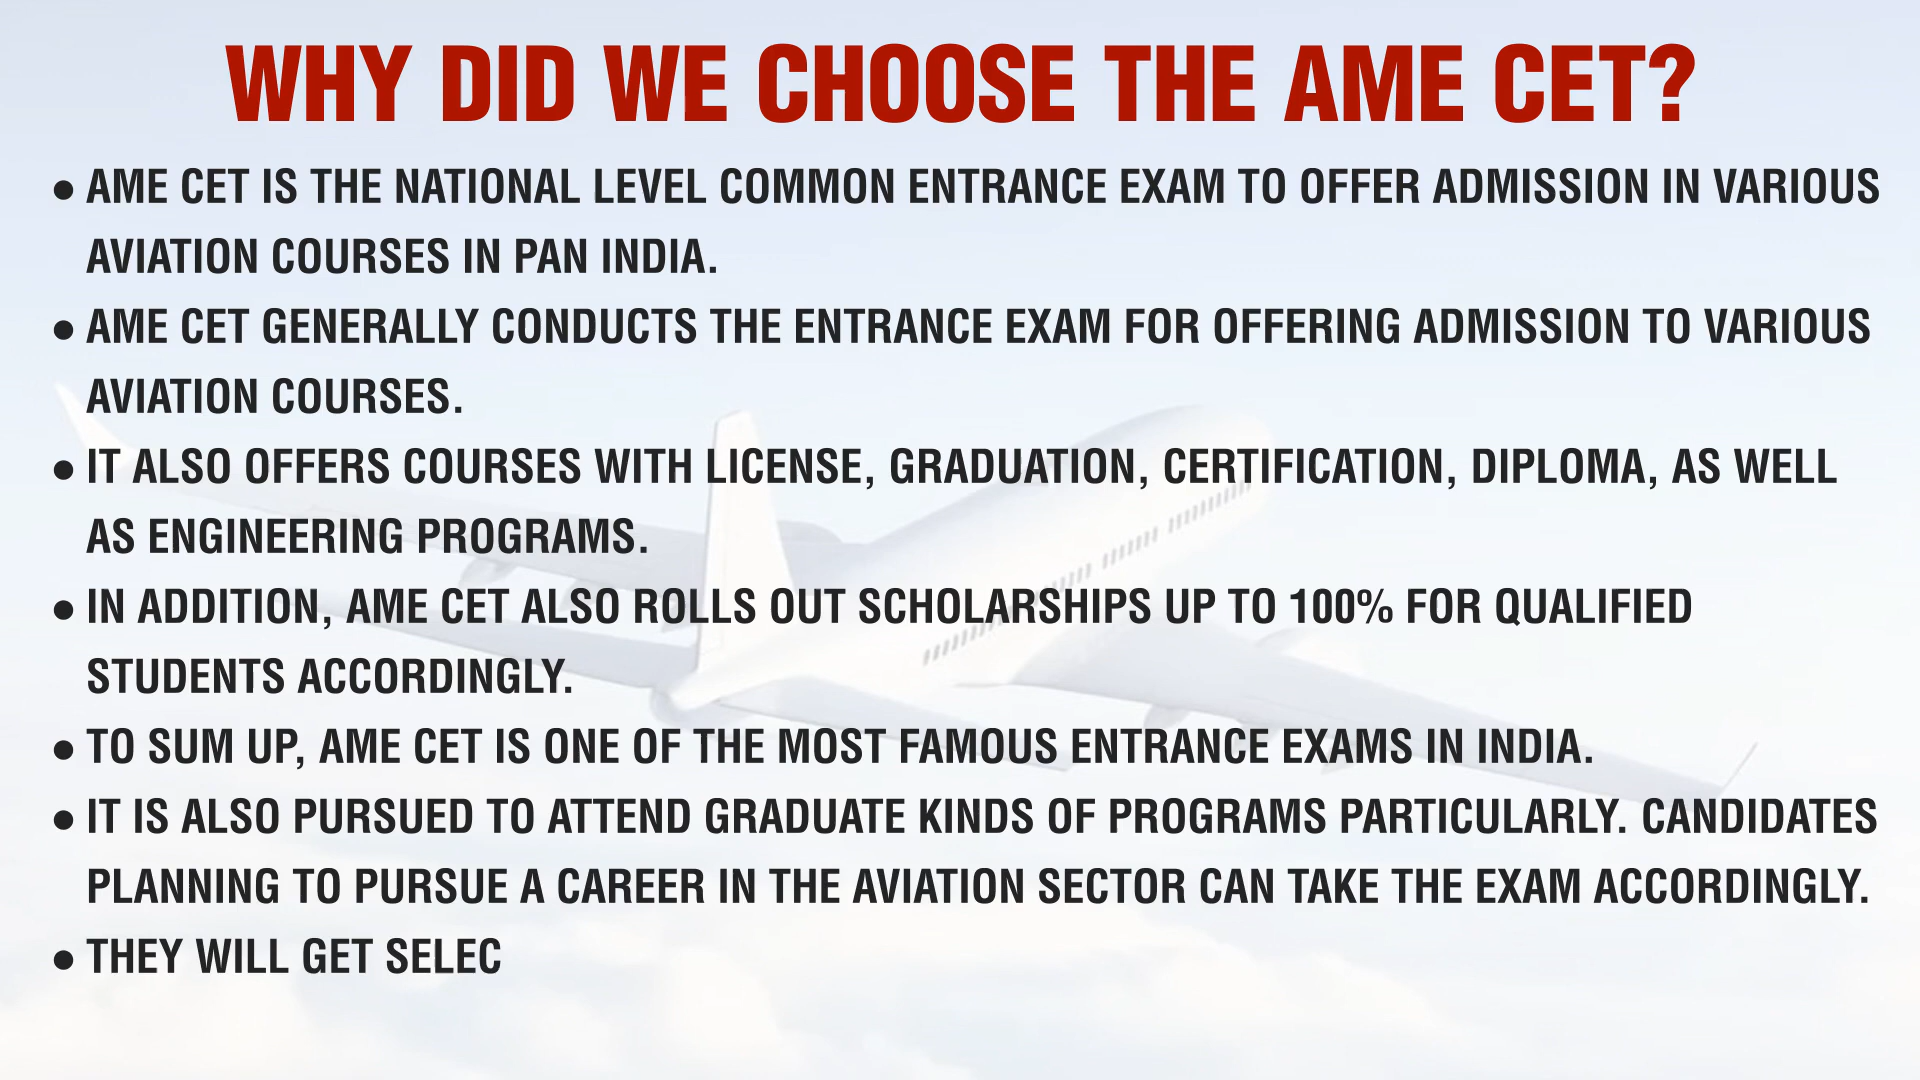 WHY DID WE CHOOSE THE AME CET?
● AME CET IS THE NATIONAL LEVEL COMMON ENTRANCE EXAM TO OFFER ADMISSION IN VARIOUS
AVIATION COURSES IN PAN INDIA.
● AME CET GENERALLY CONDUCTS THE ENTRANCE EXAM FOR OFFERING ADMISSION TO VARIOUS
AVIATION COURSES.
● IT ALSO OFFERS COURSES WITH LICENSE, GRADUATION, CERTIFICATION, DIPLOMA, AS WELL
AS ENGINEERING PROGRAMS.
● IN ADDITION, AME CET ALSO ROLLS OUT SCHOLARSHIPS UP TO 100% FOR QUALIFIED
STUDENTS ACCORDINGLY.
● TO SUM UP, AME CET IS ONE OF THE MOST FAMOUS ENTRANCE EXAMS IN INDIA.
● IT IS ALSO PURSUED TO ATTEND GRADUATE KINDS OF PROGRAMS PARTICULARLY. CANDIDATES
PLANNING TO PURSUE A CAREER IN THE AVIATION SECTOR CAN TAKE THE EXAM ACCORDINGLY.
● THEY WILL GET SELEC